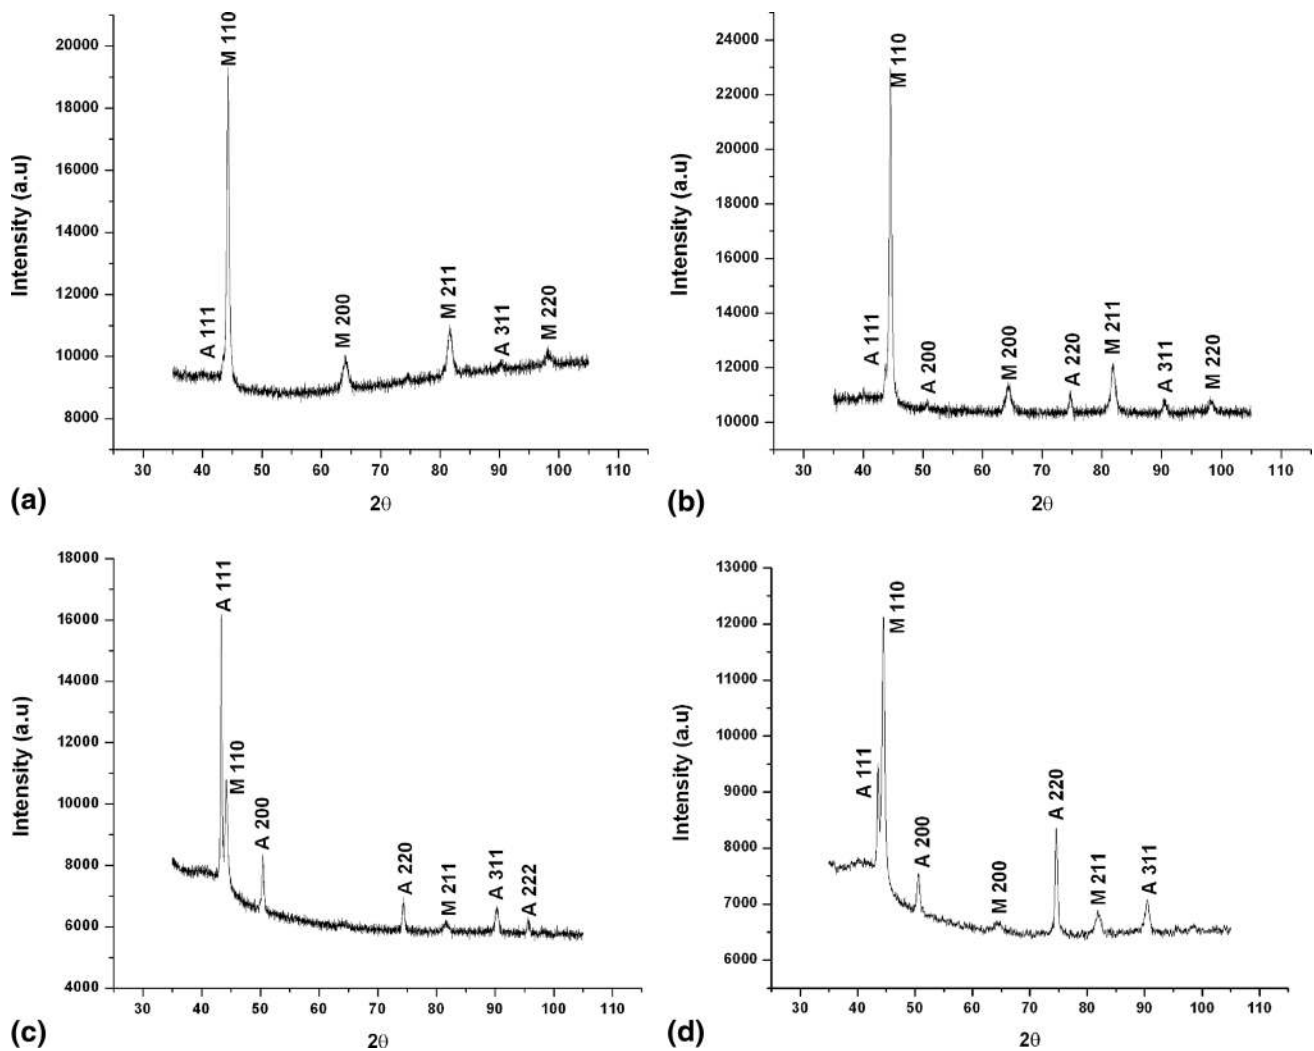 20000
18000
16000
14000
12000
10000
8000
Intensity (a.u)
A 111
M 110
M 200
M 211
A 311
M 220
30 40 50 60 70 80 90 100 110
2θ
(a)
24000
22000
20000
18000
16000
14000
12000
10000
Intensity (a.u)
A 111
M 110
A 200
M 200
A 220
M 211
A 311
M 220
30 40 50 60 70 80 90 100 110
2θ
(b)
18000
16000
14000
12000
10000
8000
6000
4000
Intensity (a.u)
A 111
M 110
A 200
A 220
M 211
A 311
A 222
30 40 50 60 70 80 90 100 110
2θ
(c)
13000
12000
11000
10000
9000
8000
7000
6000
Intensity (a.u)
A 111
M 110
A 200
M 200
A 220
M 211
A 311
30 40 50 60 70 80 90 100 110
2θ
(d)